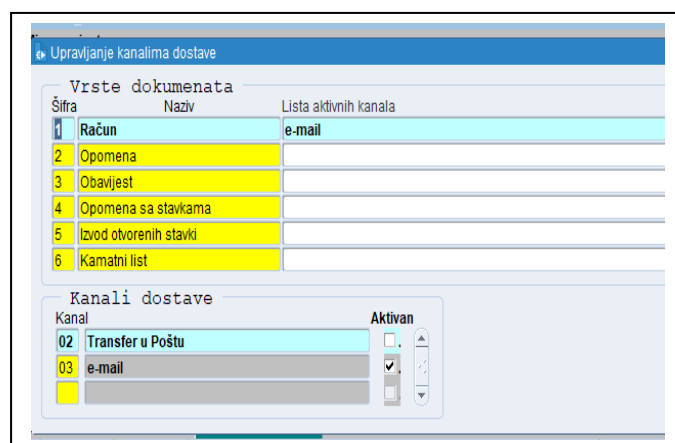 Upravljanje kanalima dostave
Vrste dokumenata
Šifra Naziv Lista aktivnih kanala
1 Račun e-mail
2 Opomena
3 Obavijest
4 Opomena sa stavkama
5 Izvod otvorenih stavki
6 Kamatni list
Kanali dostave
Kanal Aktivan
02 Transfer u Poštu
03 e-mail